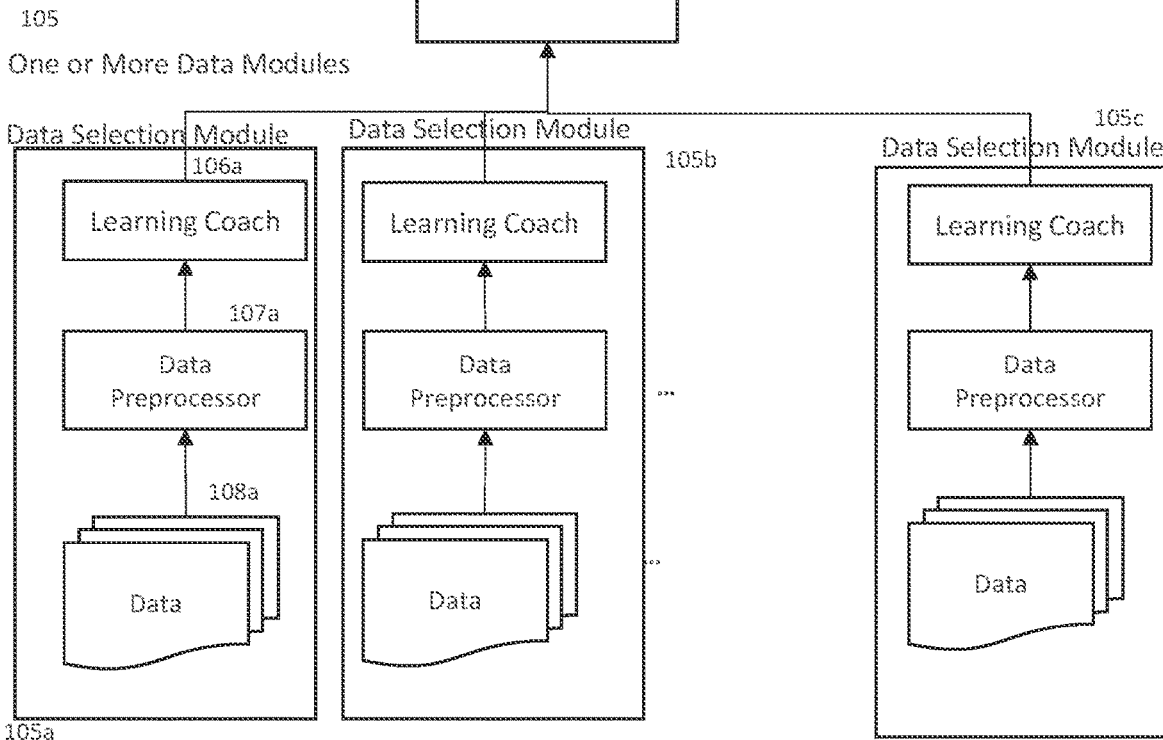 105
One or More Data Modules
Data Selection Module
106a
Learning Coach
107a
Data
Preprocessor
108a
Data
105a
Data Selection Module
105b
Learning Coach
Data
Preprocessor
...
Data
...
105c
Data Selection Module
Learning Coach
Data
Preprocessor
Data